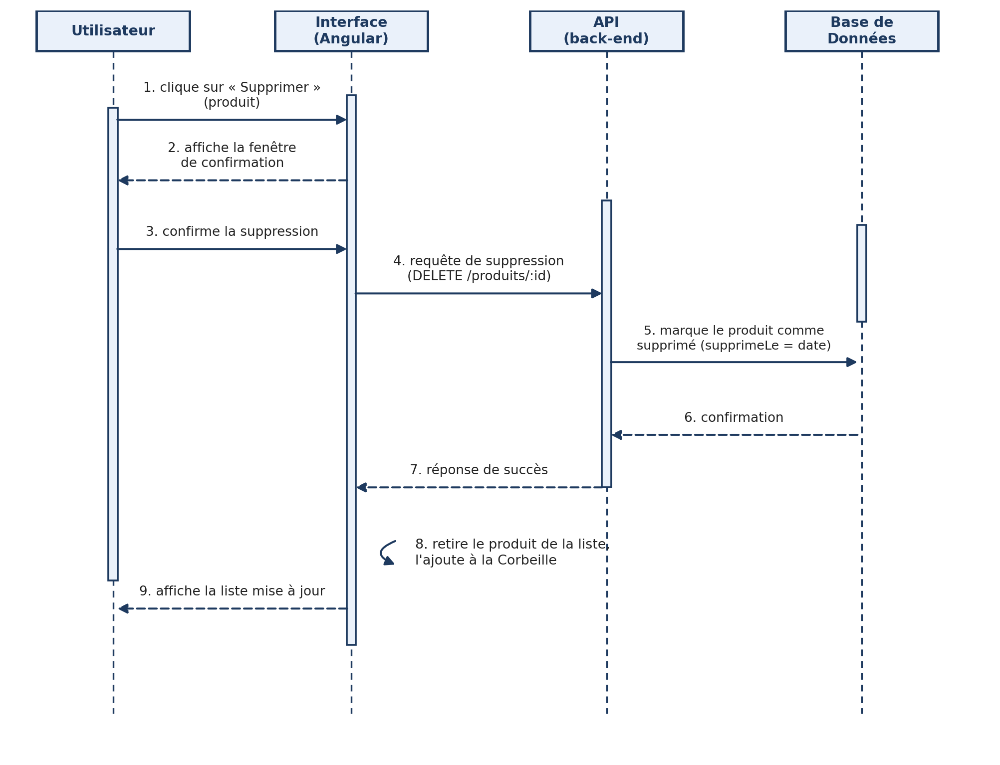 Utilisateur
Interface
(Angular)
API
(back-end)
Base de
Données
1. clique sur « Supprimer »
(produit)
2. affiche la fenêtre
de confirmation
3. confirme la suppression
4. requête de suppression
(DELETE /produits/:id)
5. marque le produit comme
supprimé (supprimeLe = date)
6. confirmation
7. réponse de succès
8. retire le produit de la liste,
l'ajoute à la Corbeille
9. affiche la liste mise à jour